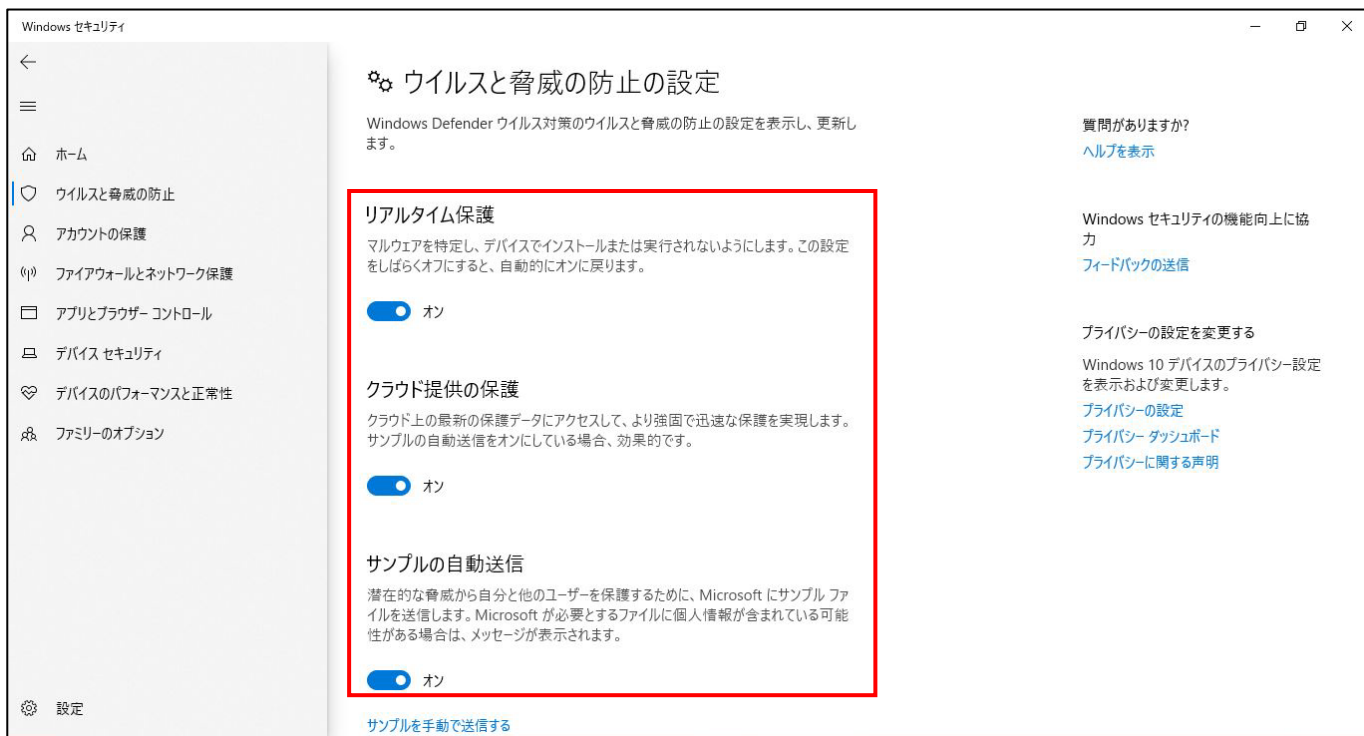 Windows セキュリティ
ホーム
ウイルスと脅威の防止
アカウントの保護
ファイアウォールとネットワーク保護
アプリとブラウザー コントロール
デバイス セキュリティ
デバイスのパフォーマンスと正常性
ファミリーのオプション
設定
ウイルスと脅威の防止の設定
Windows Defender ウイルス対策のウイルスと脅威の防止の設定を表示し、更新し
ます。
リアルタイム保護
マルウェアを特定し、デバイスでインストールまたは実行されないようにします。この設定
をしばらくオフにすると、自動的にオンに戻ります。
オン
クラウド提供の保護
クラウド上の最新の保護データにアクセスして、より強固で迅速な保護を実現します。
サンプルの自動送信をオンにしている場合、効果的です。
オン
サンプルの自動送信
潜在的な脅威から自分と他のユーザーを保護するために、Microsoft にサンプル ファ
イルを送信します。Microsoft が必要とするファイルに個人情報が含まれている可能
性がある場合は、メッセージが表示されます。
オン
サンプルを手動で送信する
質問がありますか?
ヘルプを表示
Windows セキュリティの機能向上に協
力
フィードバックの送信
プライバシーの設定を変更する
Windows 10 デバイスのプライバシー設定
を表示および変更します。
プライバシーの設定
プライバシー ダッシュボード
プライバシーに関する声明